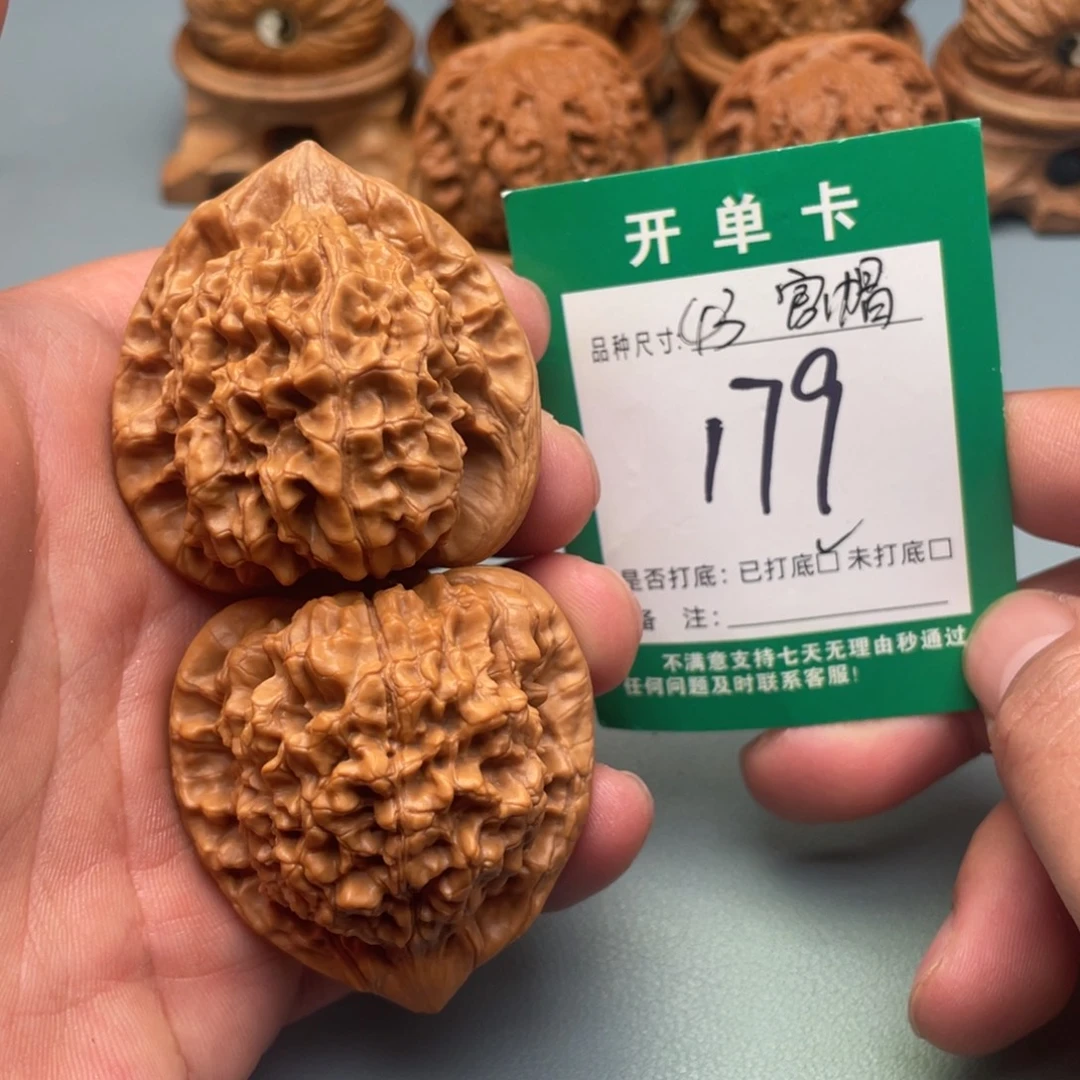 开单卡
品种尺寸:43 官帽
179
是否打底：已打底☑ 未打底□
备 注：
不满意支持七天无理由秒通过
任何问题及时联系客服!